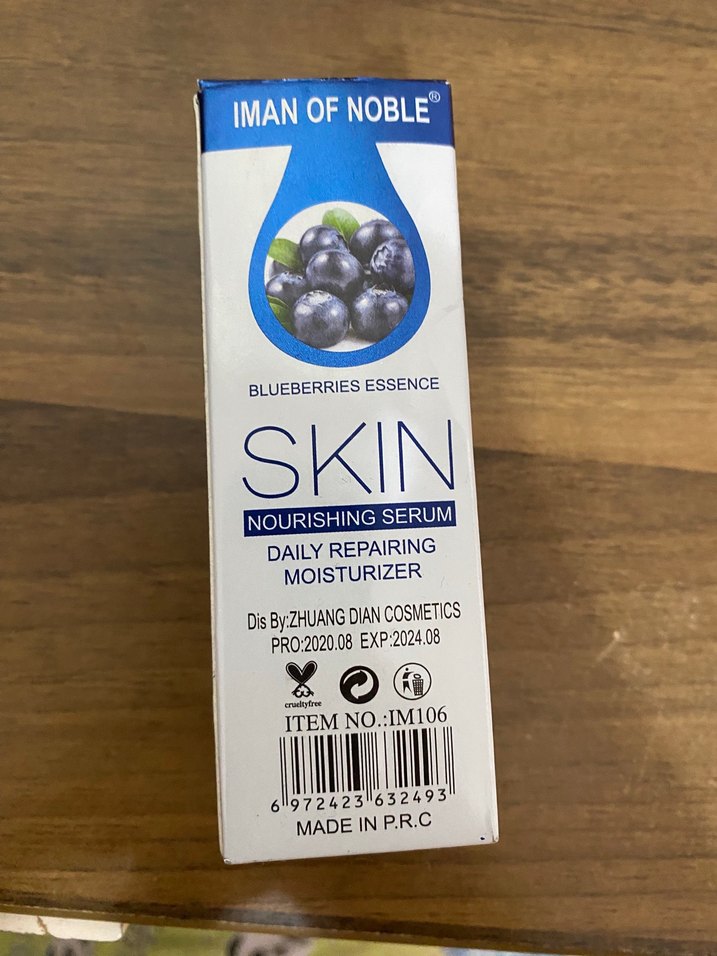 IMAN OF NOBLE®
BLUEBERRIES ESSENCE
SKIN
NOURISHING SERUM
DAILY REPAIRING
MOISTURIZER
Dis By:ZHUANG DIAN COSMETICS
PRO:2020.08 EXP:2024.08
crueltyfree
ITEM NO.:IM106
6 972423 632493
MADE IN P.R.C